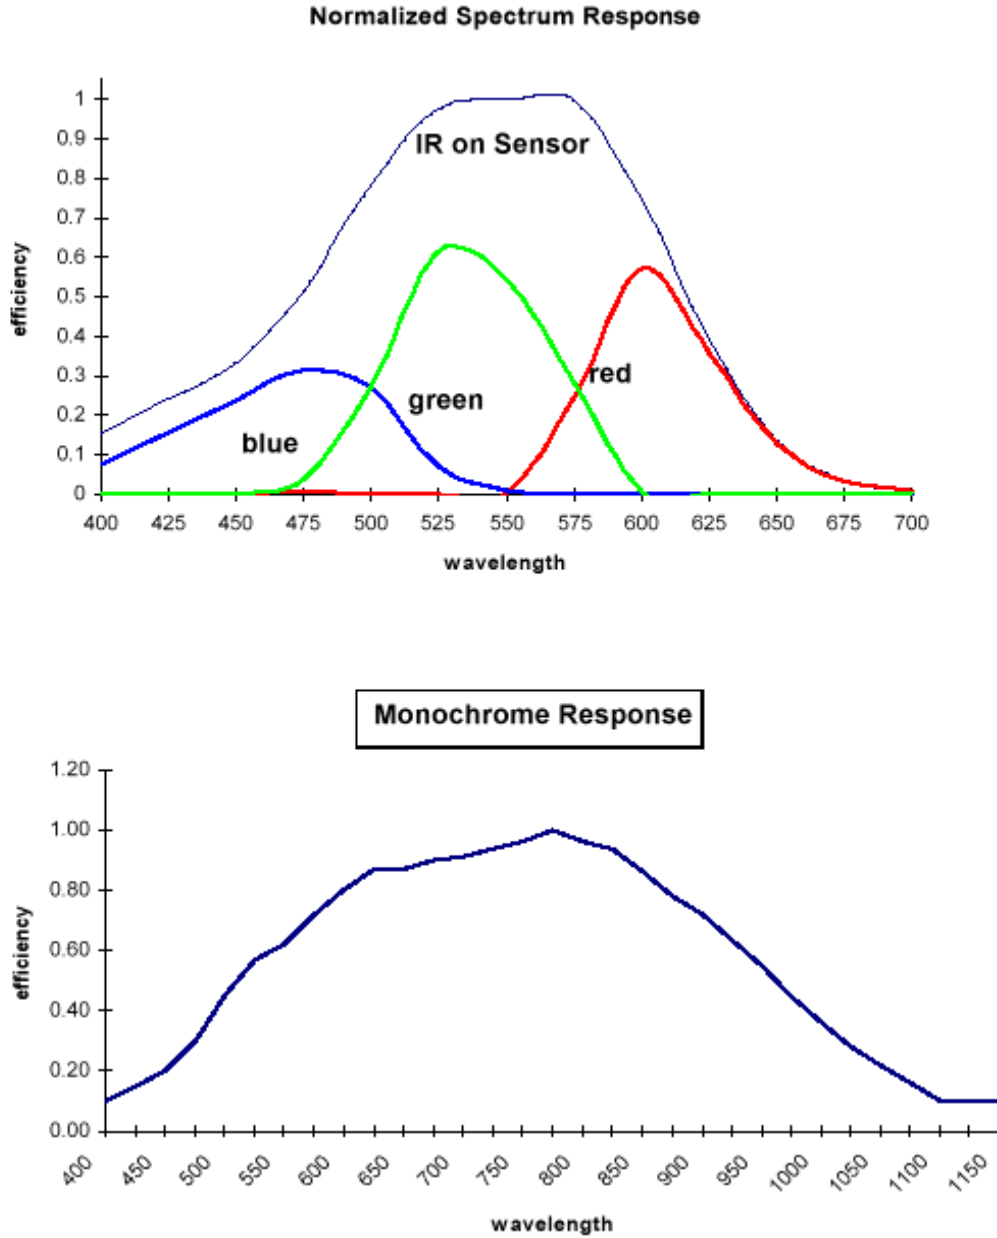 Normalized Spectrum Response
1
0.9
0.8
0.7
0.6
0.5
0.4
0.3
0.2
0.1
0
efficiency
IR on Sensor
red
green
blue
400 425 450 475 500 525 550 575 600 625 650 675 700
wavelength
Monochrome Response
1.20
1.00
0.80
0.60
0.40
0.20
0.00
efficiency
400 450 500 550 600 650 700 750 800 850 900 950 1000 1050 1100 1150
wavelength